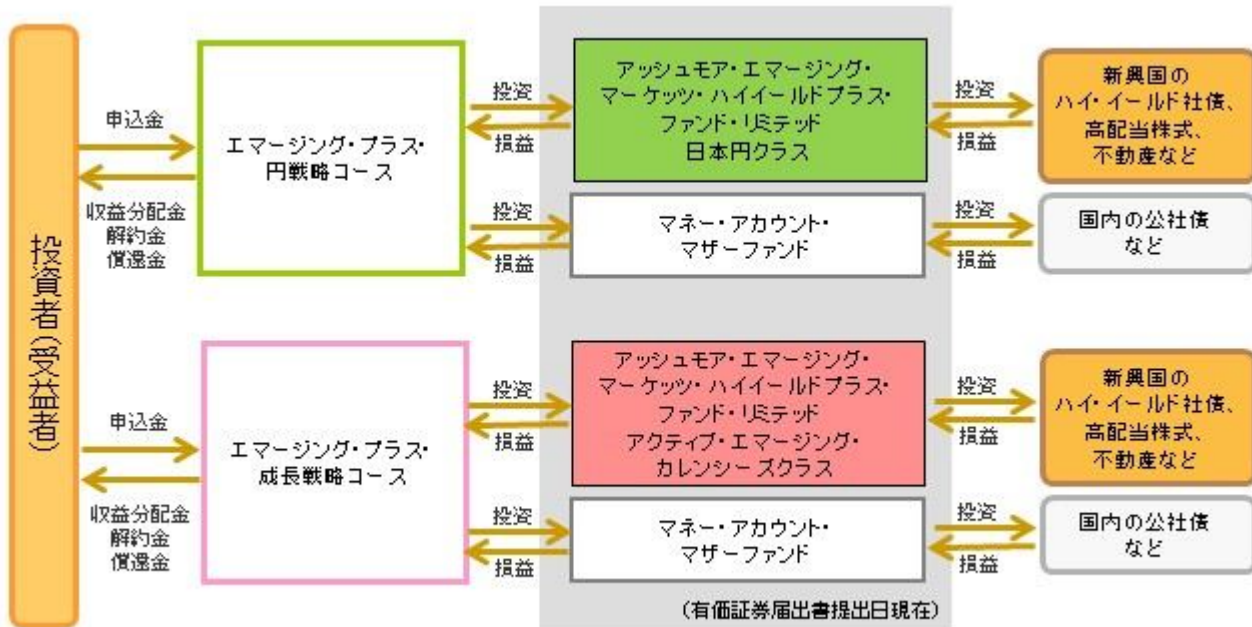 投資者(受益者)
申込金
収益分配金
解約金
償還金
エマージング・プラス・
円戦略コース
投資
損益
アッシュモア・エマージング・
マーケッツ・ハイイールドプラス・
ファンド・リミテッド
日本円クラス
投資
損益
新興国の
ハイ・イールド社債、
高配当株式、
不動産など
投資
損益
マネー・アカウント・
マザーファンド
投資
損益
国内の公社債
など
申込金
収益分配金
解約金
償還金
エマージング・プラス・
成長戦略コース
投資
損益
アッシュモア・エマージング・
マーケッツ・ハイイールドプラス・
ファンド・リミテッド
アクティブ・エマージング・
カレンシーズクラス
投資
損益
新興国の
ハイ・イールド社債、
高配当株式、
不動産など
投資
損益
マネー・アカウント・
マザーファンド
投資
損益
国内の公社債
など
(有価証券届出書提出日現在)